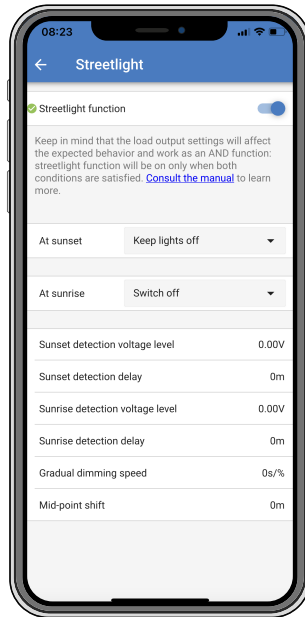 08:23
Streetlight
Streetlight function
Keep in mind that the load output settings will affect
the expected behavior and work as an AND function:
streetlight function will be on only when both
conditions are satisfied. Consult the manual to learn
more.
At sunset Keep lights off
At sunrise Switch off
Sunset detection voltage level 0.00V
Sunset detection delay 0m
Sunrise detection voltage level 0.00V
Sunrise detection delay 0m
Gradual dimming speed 0s/%
Mid-point shift 0m